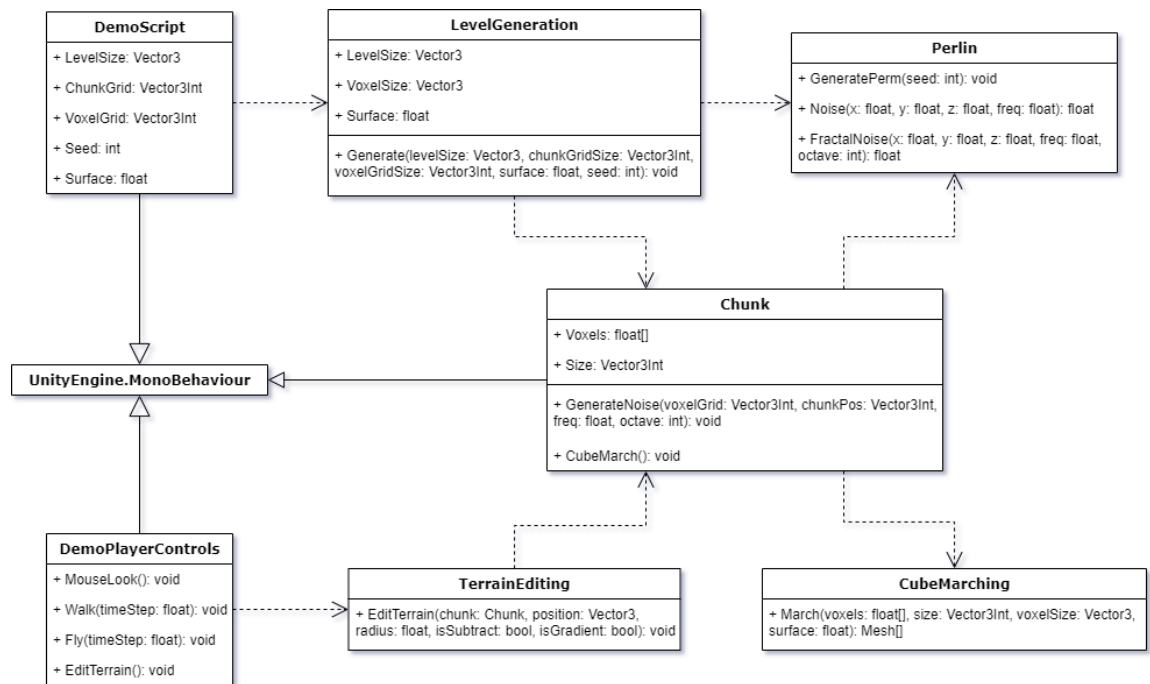 DemoScript
+ LevelSize: Vector3
+ ChunkGrid: Vector3Int
+ VoxelGrid: Vector3Int
+ Seed: int
+ Surface: float
LevelGeneration
+ LevelSize: Vector3
+ VoxelSize: Vector3
+ Surface: float
+ Generate(levelSize: Vector3, chunkGridSize: Vector3Int,
voxelGridSize: Vector3Int, surface: float, seed: int): void
Perlin
+ GeneratePerm(seed: int): void
+ Noise(x: float, y: float, z: float, freq: float): float
+ FractalNoise(x: float, y: float, z: float, freq: float,
octave: int): float
Chunk
+ Voxels: float[]
+ Size: Vector3Int
+ GenerateNoise(voxelGrid: Vector3Int, chunkPos: Vector3Int,
freq: float, octave: int): void
+ CubeMarch(): void
UnityEngine.MonoBehaviour
DemoPlayerControls
+ MouseLook(): void
+ Walk(timeStep: float): void
+ Fly(timeStep: float): void
+ EditTerrain(): void
TerrainEditing
+ EditTerrain(chunk: Chunk, position: Vector3,
radius: float, isSubtract: bool, isGradient: bool): void
CubeMarching
+ March(voxels: float[], size: Vector3Int, voxelSize: Vector3,
surface: float): Mesh[]